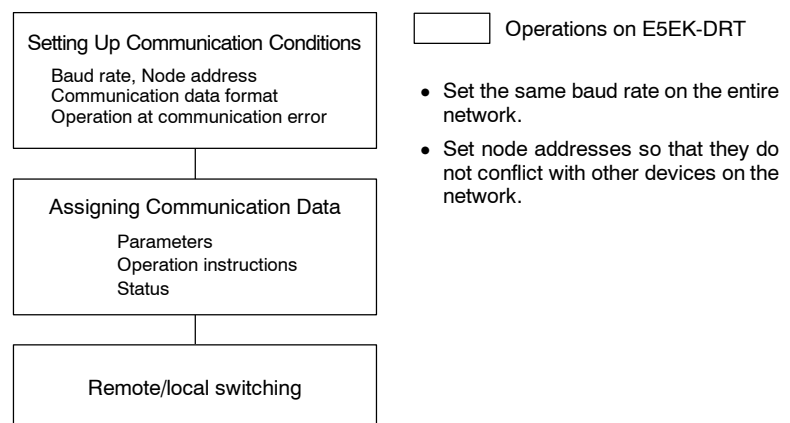 Setting Up Communication Conditions
Baud rate, Node address
Communication data format
Operation at communication error
Assigning Communication Data
Parameters
Operation instructions
Status
Remote/local switching
Operations on E5EK-DRT
• Set the same baud rate on the entire
network.
• Set node addresses so that they do
not conflict with other devices on the
network.